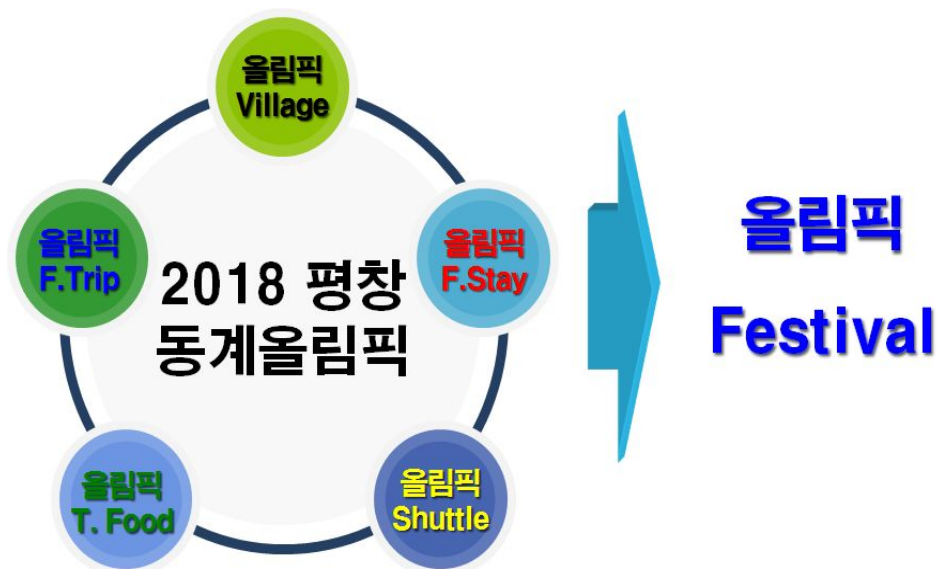 올림픽
Village
올림픽
F.Trip
올림픽
F.Stay
2018 평창
동계올림픽
올림픽
T. Food
올림픽
Shuttle
올림픽
Festival